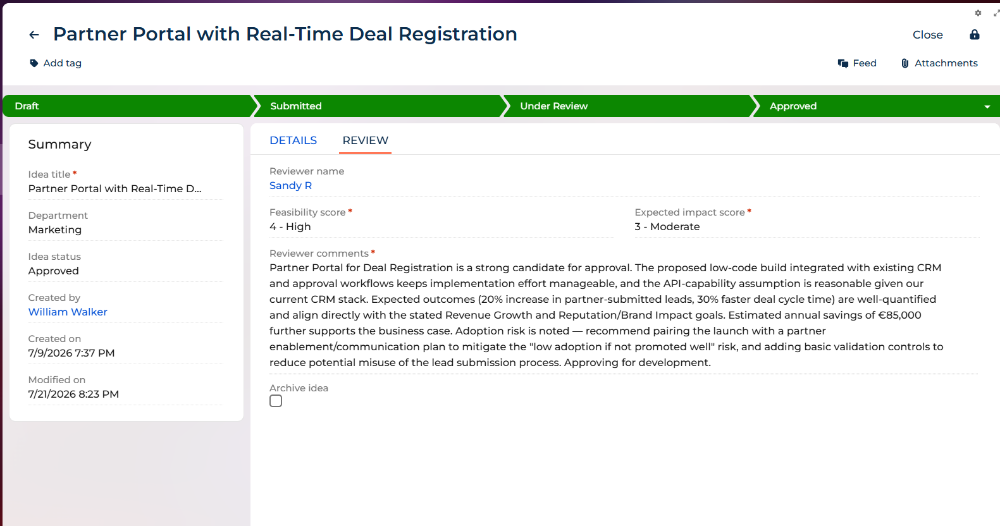 Partner Portal with Real-Time Deal Registration
Close
Add tag
Feed
Attachments
Draft
Submitted
Under Review
Approved
Summary
Idea title *
Partner Portal with Real-Time D...
Department
Marketing
Idea status
Approved
Created by
William Walker
Created on
7/9/2026 7:37 PM
Modified on
7/21/2026 8:23 PM
DETAILS
REVIEW
Reviewer name
Sandy R
Feasibility score *
4 - High
Expected impact score *
3 - Moderate
Reviewer comments *
Partner Portal for Deal Registration is a strong candidate for approval. The proposed low-code build integrated with existing CRM
and approval workflows keeps implementation effort manageable, and the API-capability assumption is reasonable given our
current CRM stack. Expected outcomes (20% increase in partner-submitted leads, 30% faster deal cycle time) are well-quantified
and align directly with the stated Revenue Growth and Reputation/Brand Impact goals. Estimated annual savings of €85,000
further supports the business case. Adoption risk is noted — recommend pairing the launch with a partner
enablement/communication plan to mitigate the "low adoption if not promoted well" risk, and adding basic validation controls to
reduce potential misuse of the lead submission process. Approving for development.
Archive idea